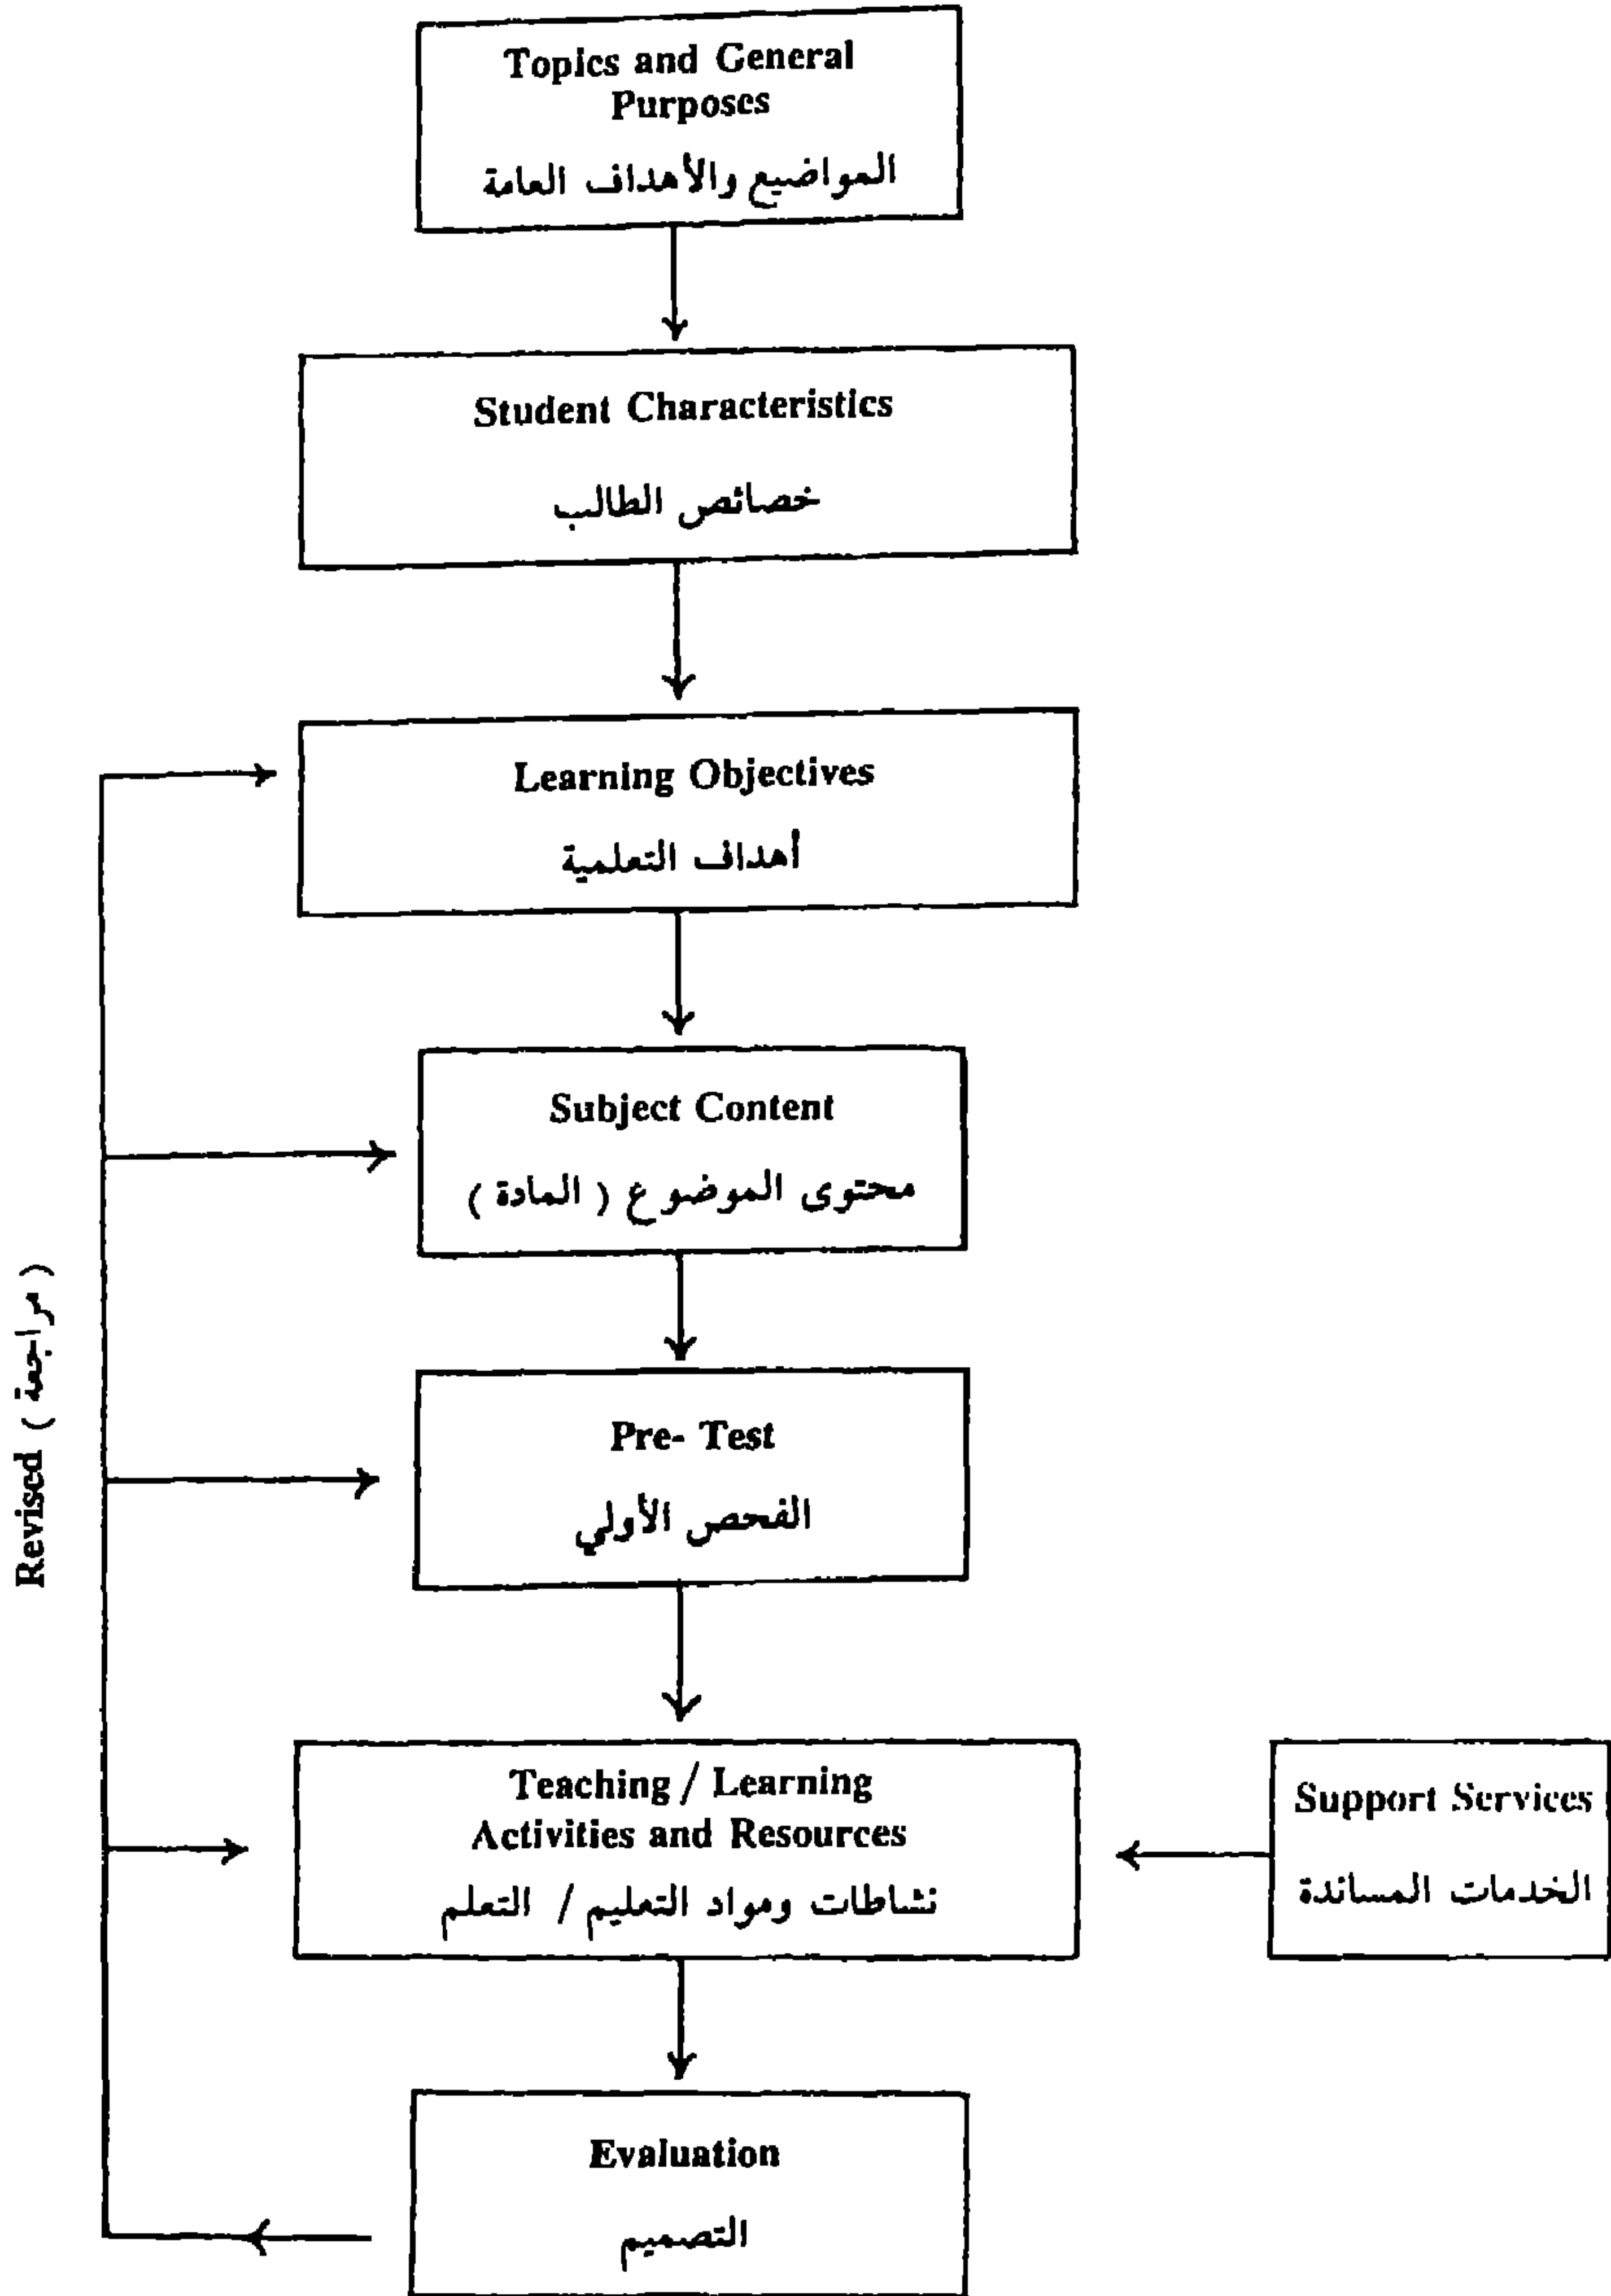 Topics and General
Purposes
المواضيع والأهداف العامة
Student Characteristics
خصائص الطالب
Learning Objectives
أهداف التعلمية
Subject Content
محتوى الموضوع ( المادة )
Pre- Test
الفحص الأولي
Revised ( مراجعة )
Teaching / Learning
Activities and Resources
نشاطات ومواد التعليم / التعلم
Support Services
الخدمات المساندة
Evaluation
التصميم